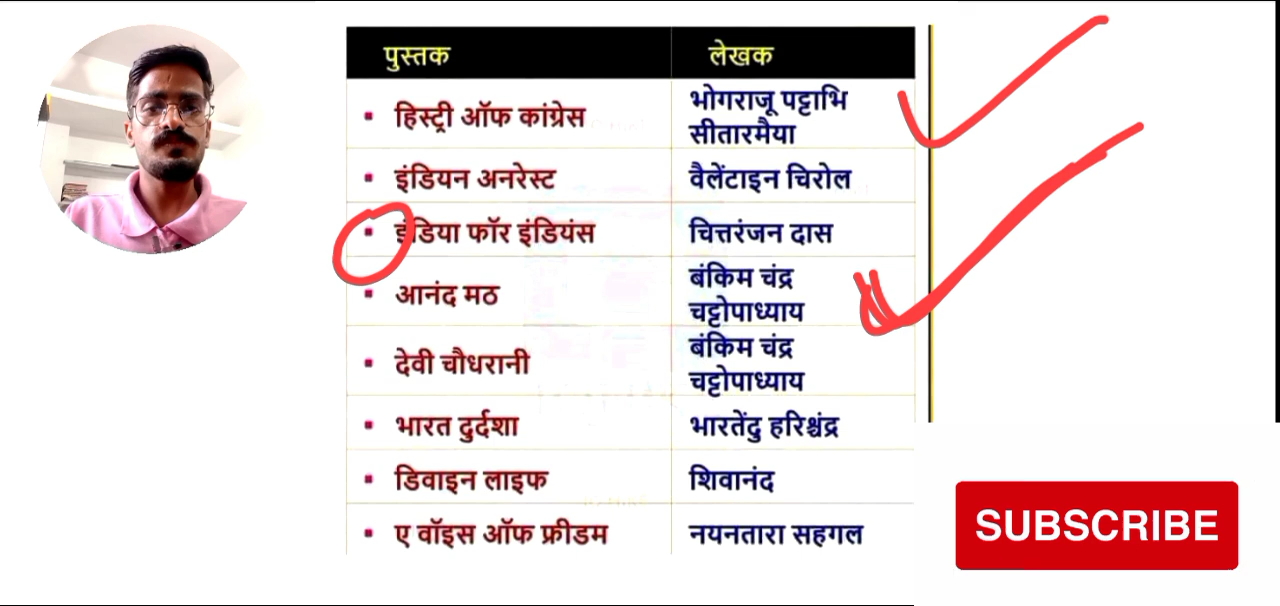 पुस्तक लेखक
▪ हिस्ट्री ऑफ कांग्रेस भोगराजू पट्टाभि
सीतारमैया
▪ इंडियन अनरेस्ट वैलेंटाइन चिरोल
▪ इंडिया फॉर इंडियंस चित्तरंजन दास
▪ आनंद मठ बंकिम चंद्र
चट्टोपाध्याय
▪ देवी चौधरानी बंकिम चंद्र
चट्टोपाध्याय
▪ भारत दुर्दशा भारतेंदु हरिश्चंद्र
▪ डिवाइन लाइफ शिवानंद
▪ ए वॉइस ऑफ फ्रीडम नयनतारा सहगल
SUBSCRIBE